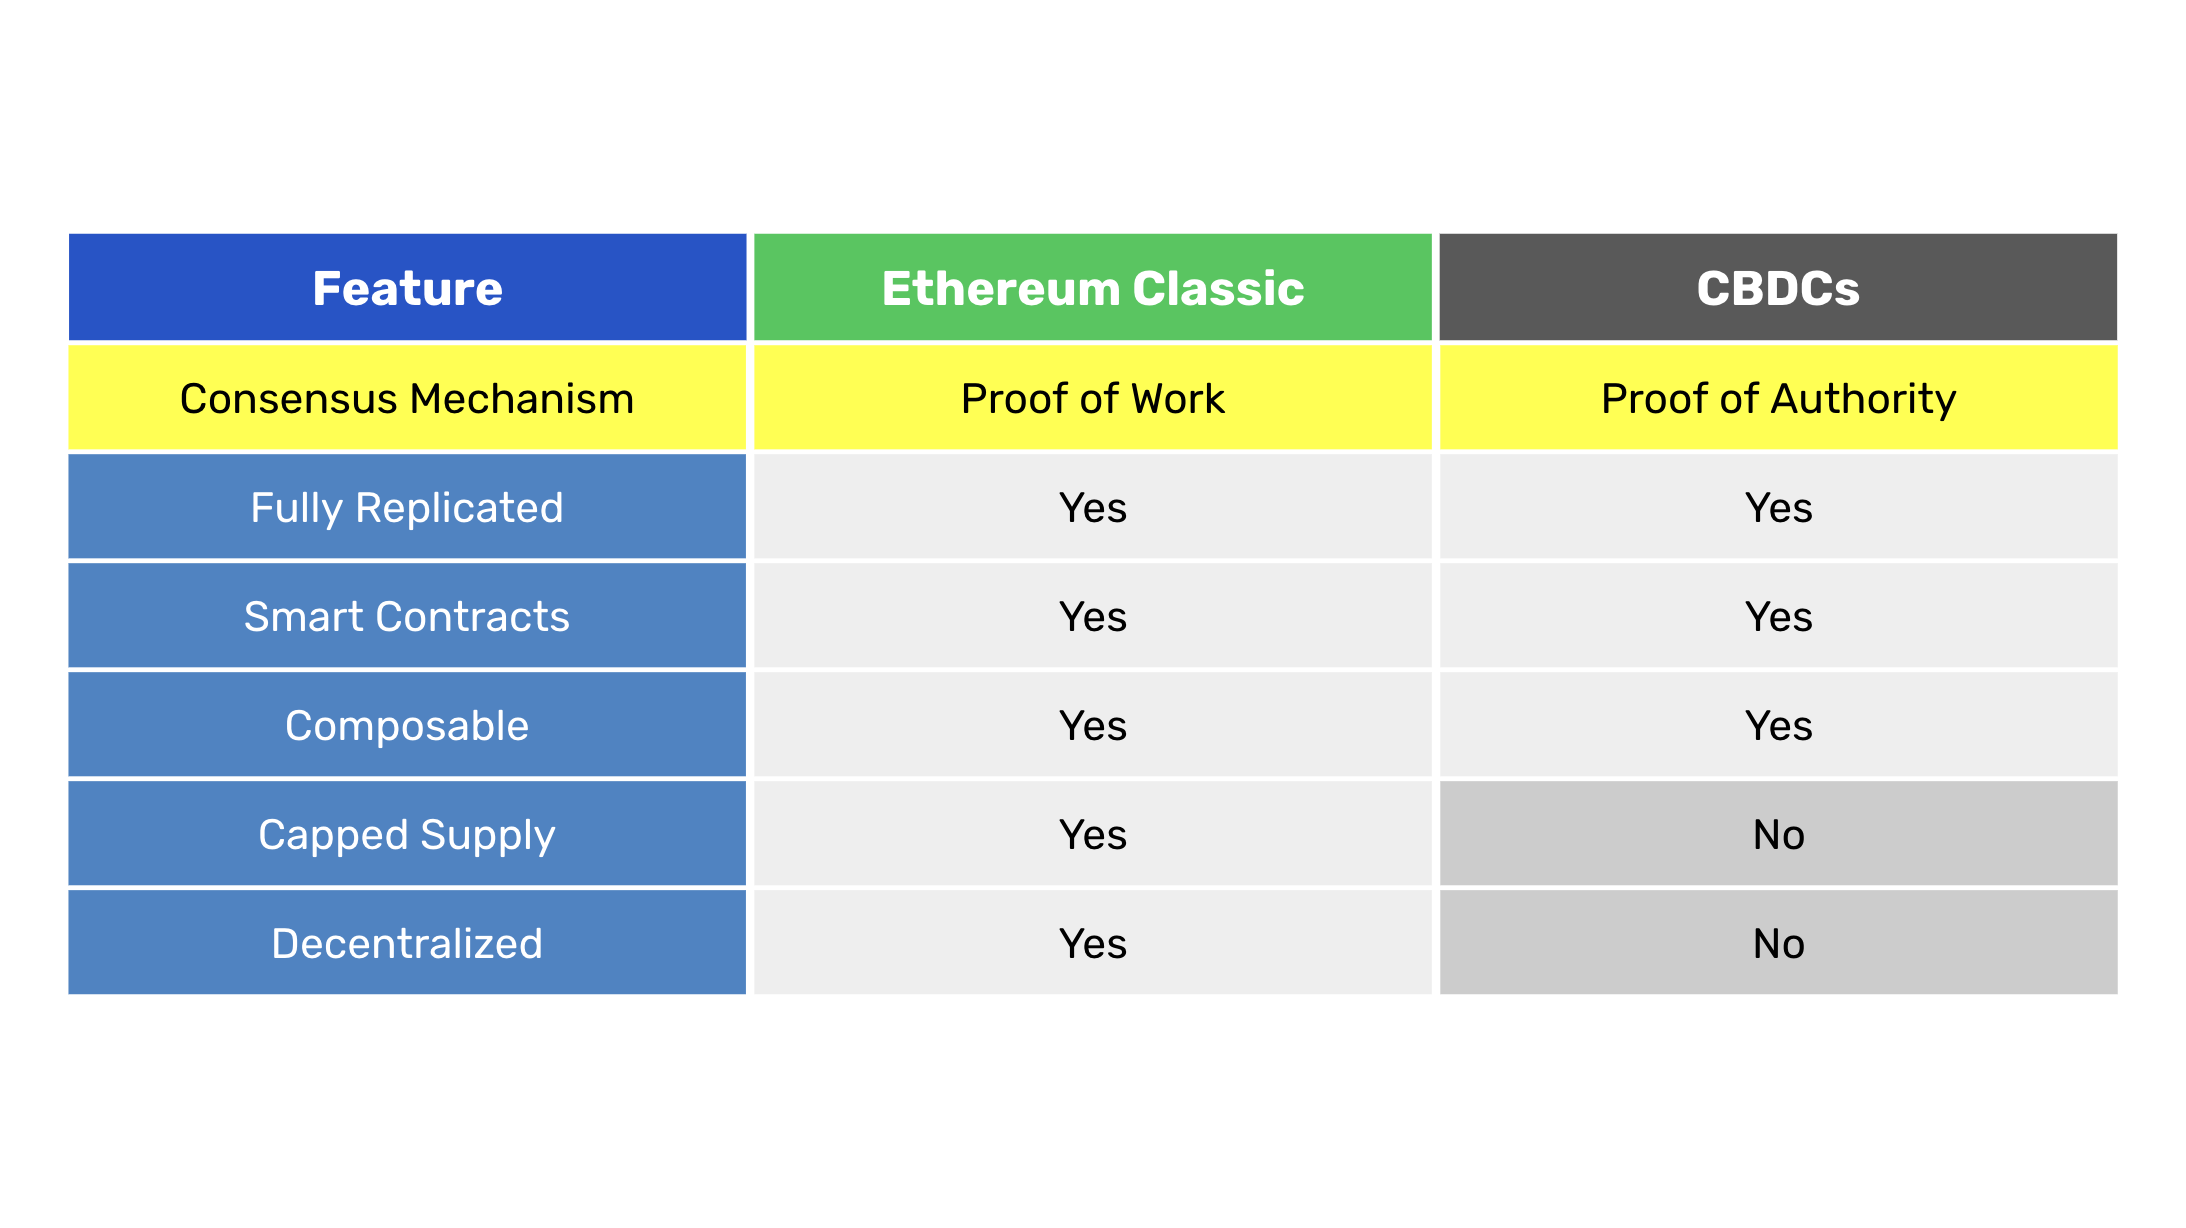 Feature Ethereum Classic CBDCs
Consensus Mechanism Proof of Work Proof of Authority
Fully Replicated Yes Yes
Smart Contracts Yes Yes
Composable Yes Yes
Capped Supply Yes No
Decentralized Yes No